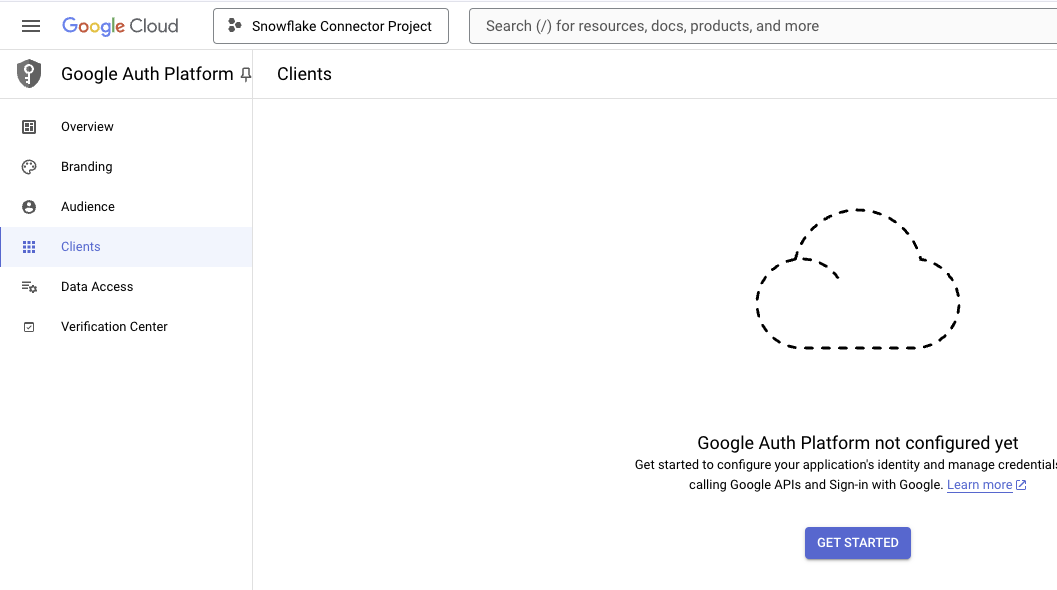 Google Cloud
Snowflake Connector Project
Search (/) for resources, docs, products, and more
Google Auth Platform
Clients
Overview
Branding
Audience
Clients
Data Access
Verification Center
Google Auth Platform not configured yet
Get started to configure your application's identity and manage credentials
calling Google APIs and Sign-in with Google. Learn more
GET STARTED